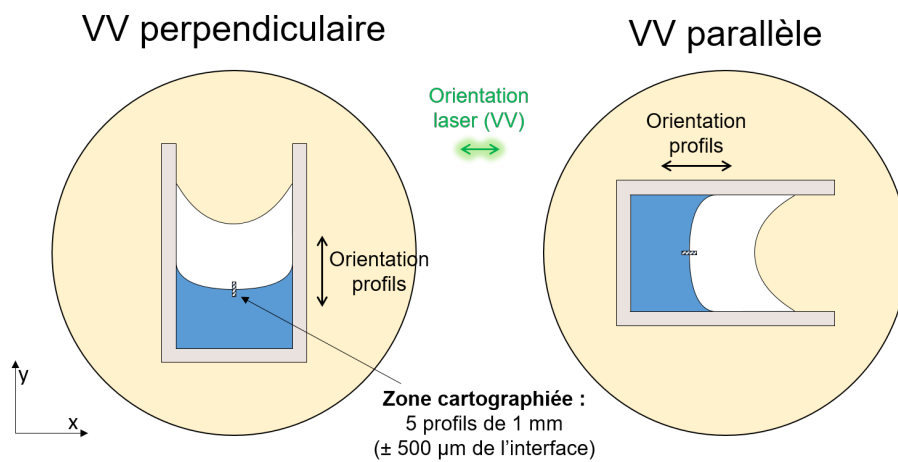 VV perpendiculaire
VV parallèle
Orientation
laser (VV)
Orientation
profils
Orientation
profils
Zone cartographiée :
5 profils de 1 mm
(± 500 µm de l’interface)
y
x